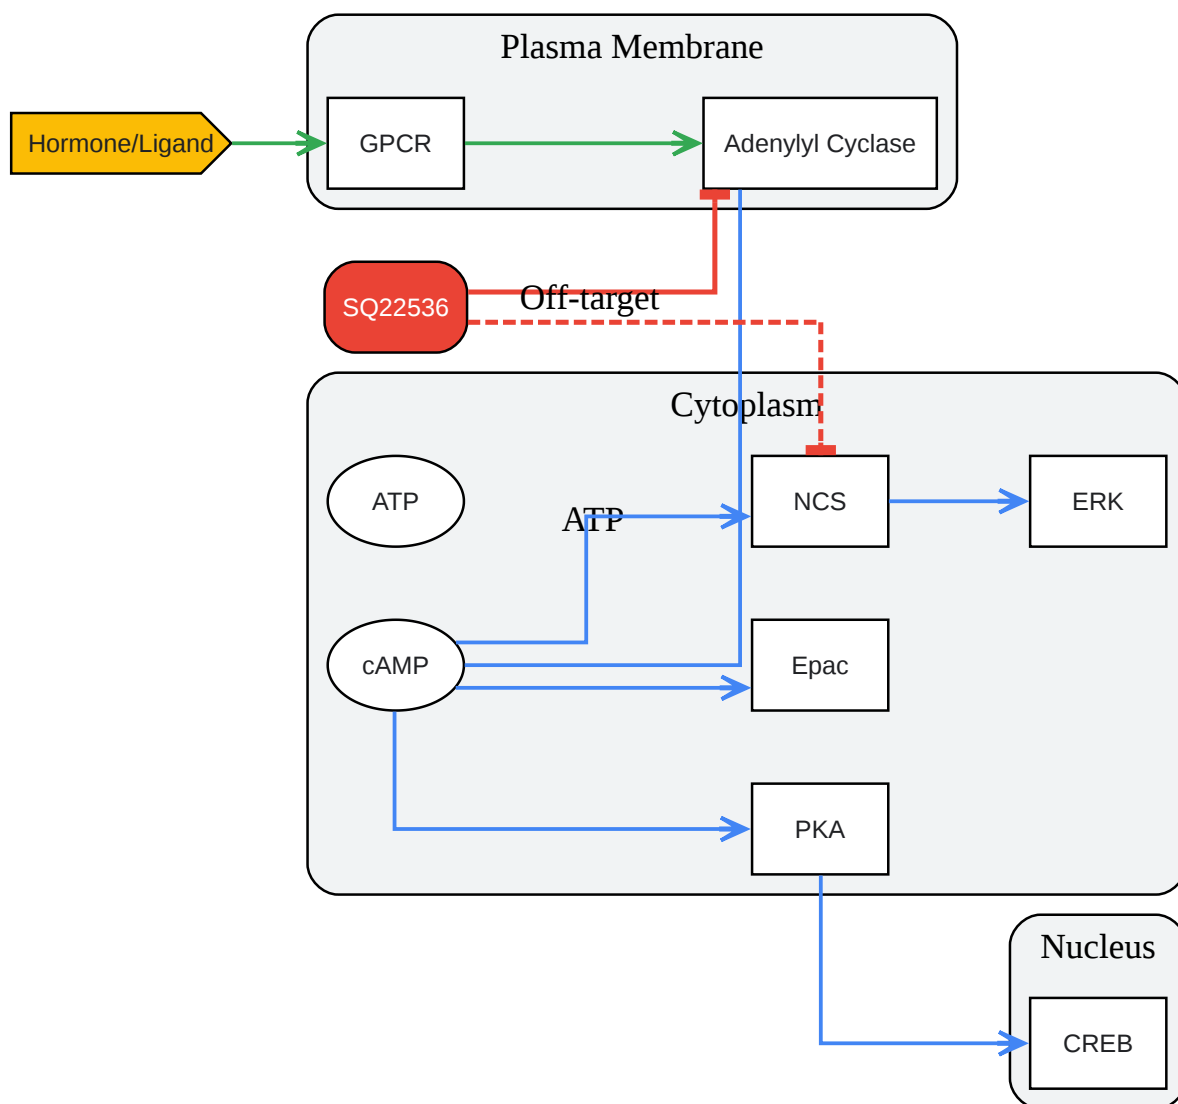 Plasma Membrane
Hormone/Ligand
GPCR
Adenylyl Cyclase
SQ22536
Off-target
Cytoplasm
ATP
ATP
NCS
ERK
cAMP
Epac
PKA
Nucleus
CREB